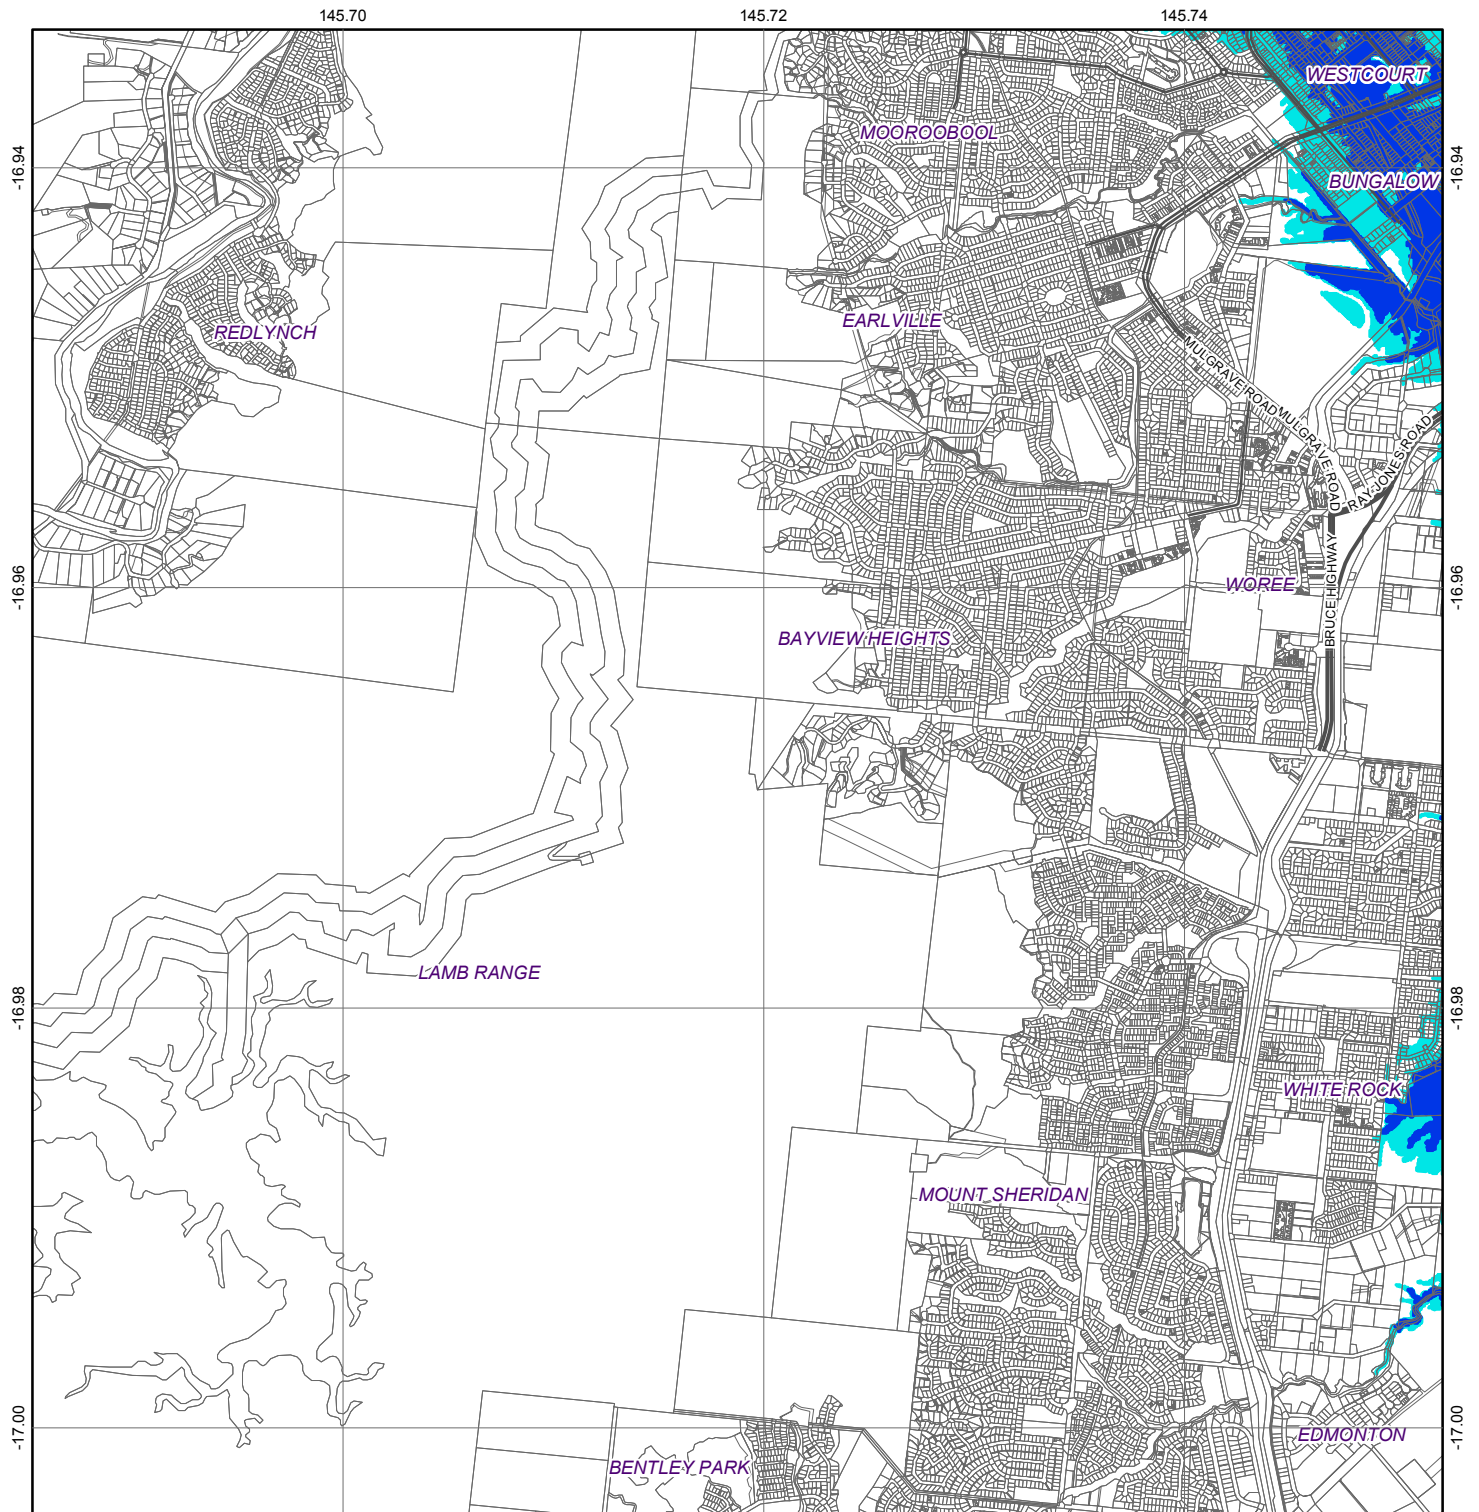 145.70
145.72
145.74
WESTCOURT
MOOROOBOOL
-16.94
-16.94
BUNGALOW
EARLVILLE
REDLYNCH
MULGRAVE ROAD
MULGRAVE ROAD
RAY JONES ROAD
BRUCE HIGHWAY
-16.96
-16.96
WOREE
BAYVIEW HEIGHTS
LAMB RANGE
-16.98
-16.98
WHITE ROCK
MOUNT SHERIDAN
-17.00
-17.00
EDMONTON
BENTLEY PARK